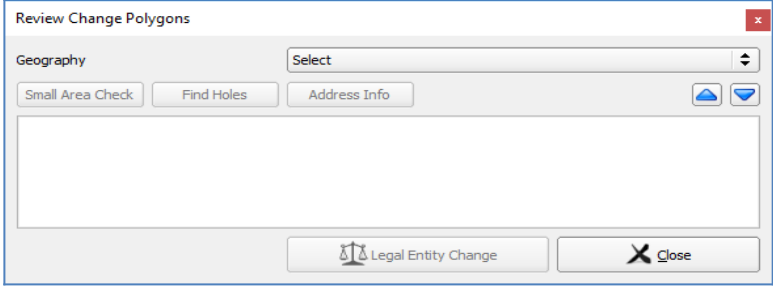 Review Change Polygons x
Geography Select
Small Area Check Find Holes Address Info
Legal Entity Change Close